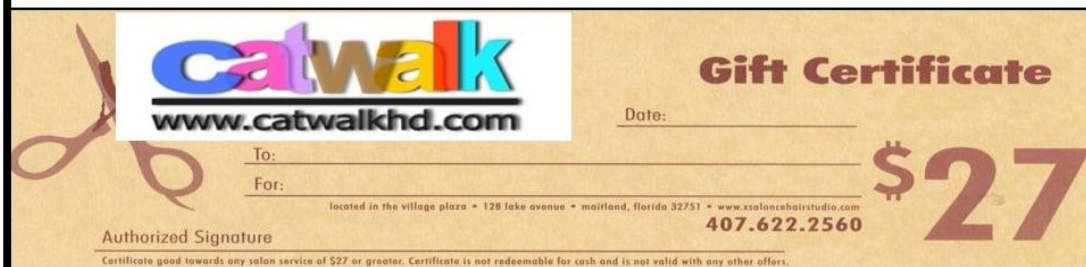 catwalk
www.catwalkhd.com
Gift Certificate
Date:
To:
For:
$27
located in the village plaza • 128 lake avenue • maitland, florida 32751 • www.xsaloncehairstudio.com
407.622.2560
Authorized Signature
Certificate good towards any salon service of $27 or greater. Certificate is not redeemable for cash and is not valid with any other offers.